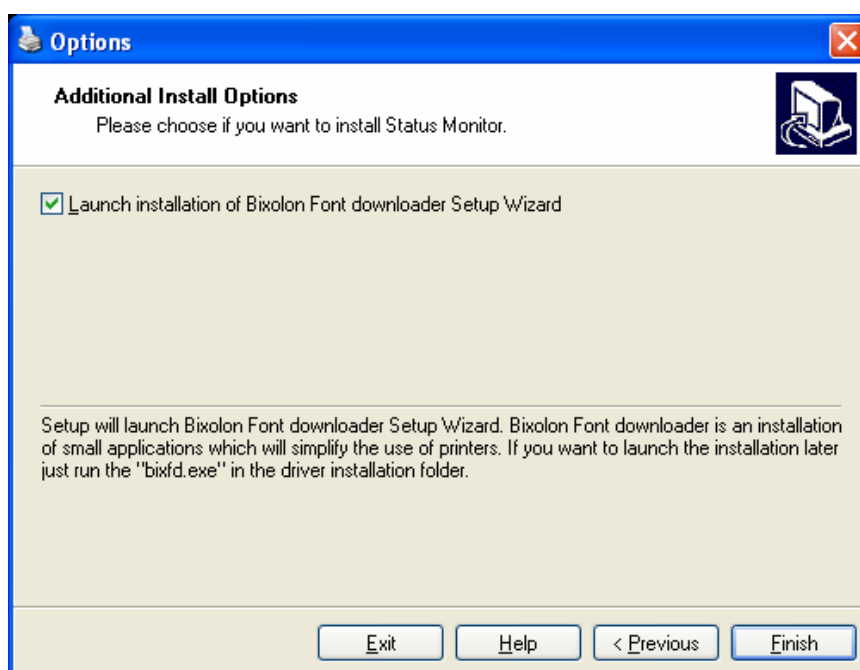 Options
Additional Install Options
Please choose if you want to install Status Monitor.
Launch installation of Bixolon Font downloader Setup Wizard
Setup will launch Bixolon Font downloader Setup Wizard. Bixolon Font downloader is an installation
of small applications which will simplify the use of printers. If you want to launch the installation later
just run the "bixfd.exe" in the driver installation folder.
Exit Help < Previous Finish